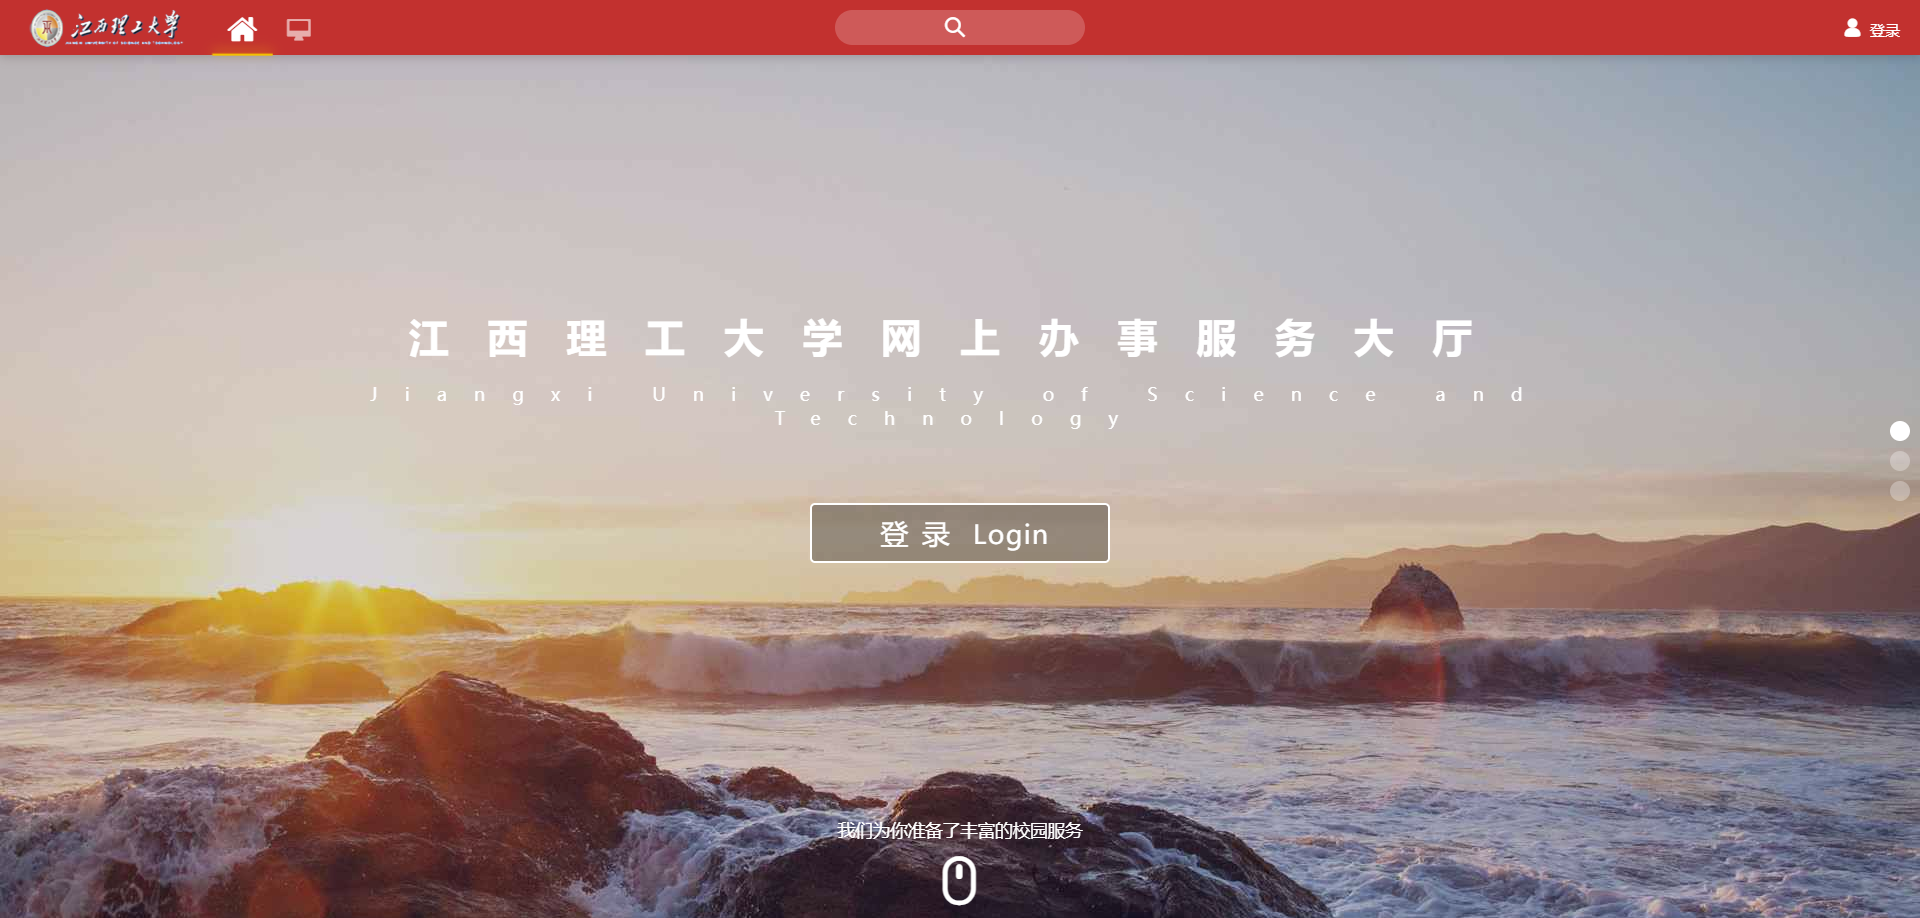 江西理工大学
JIANGXI UNIVERSITY OF SCIENCE AND TECHNOLOGY
登录
江西理工大学网上办事服务大厅
Jiangxi University of Science and
Technology
登 录 Login
我们为你准备了丰富的校园服务